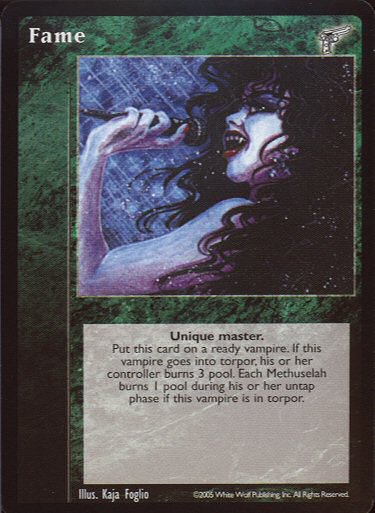 Fame
Unique master.
Put this card on a ready vampire. If this
vampire goes into torpor, his or her
controller burns 3 pool. Each Methuselah
burns 1 pool during his or her untap
phase if this vampire is in torpor.
Illus. Kaja Foglio
©2005 White Wolf Publishing, Inc. All Rights Reserved.